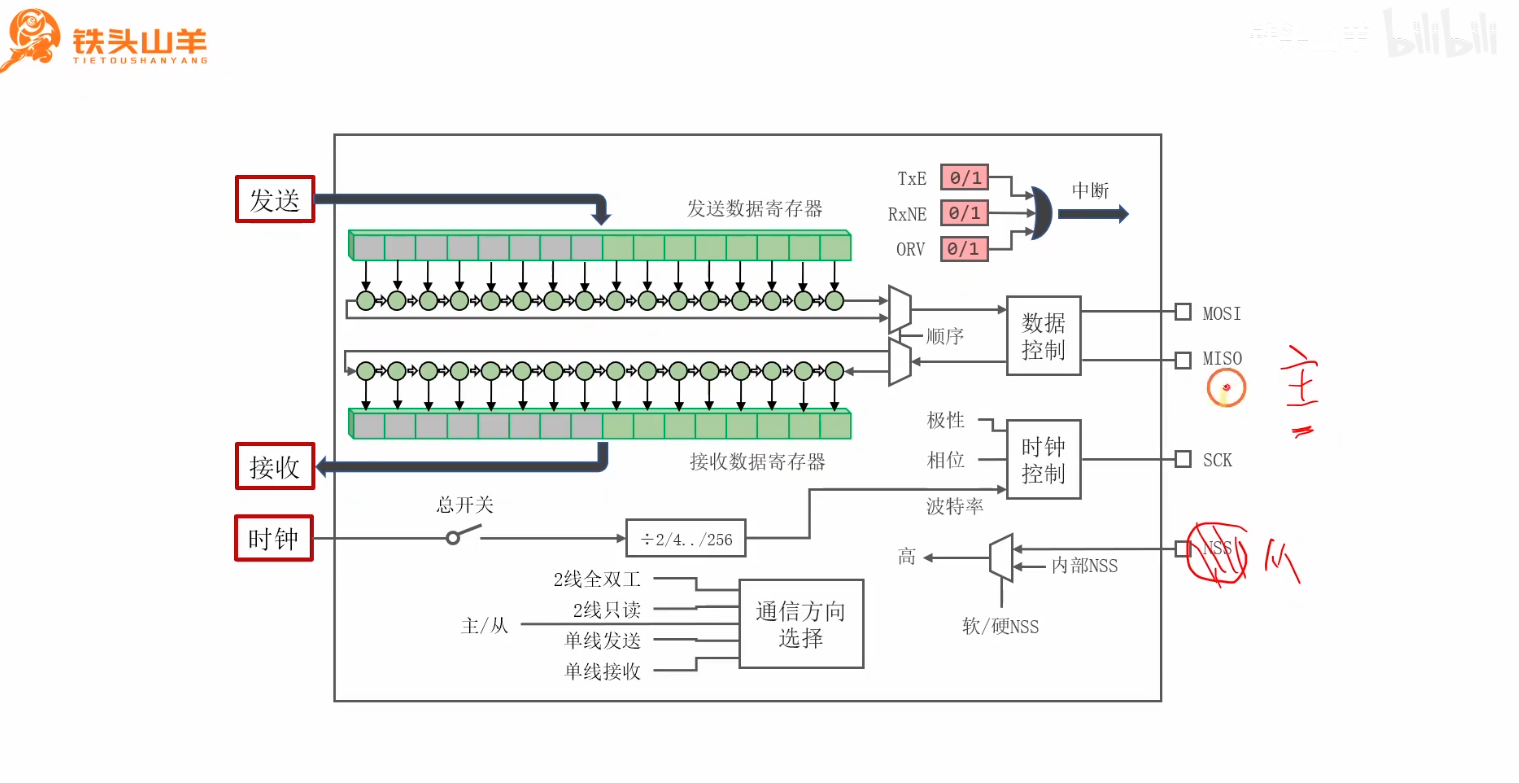 铁头山羊
TIETOUSHANYANG
bilibili
发送
发送数据寄存器
TxE 0/1
RxNE 0/1
ORV 0/1
中断
顺序
数据
控制
MOSI
MISO
主
接收
接收数据寄存器
极性
相位
波特率
时钟
控制
SCK
时钟
总开关
÷2/4../256
高
内部NSS
软/硬NSS
NSS
从
2线全双工
2线只读
主/从
单线发送
单线接收
通信方向
选择